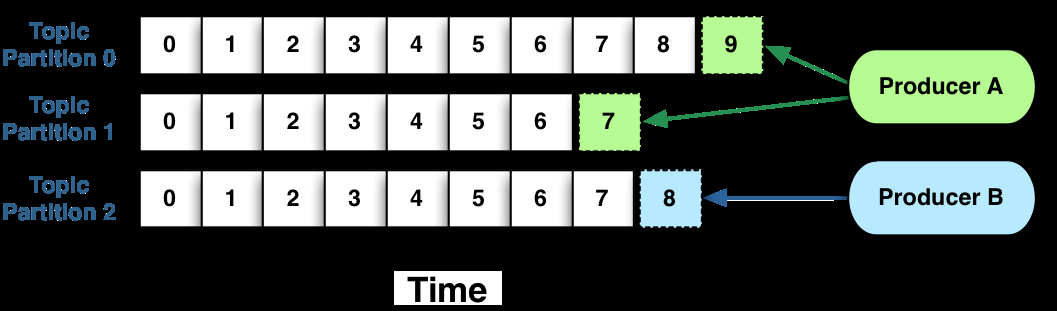 Topic
Partition 0
0 1 2 3 4 5 6 7 8 9
Producer A
Topic
Partition 1
0 1 2 3 4 5 6 7
Topic
Partition 2
0 1 2 3 4 5 6 7 8
Producer B
Time